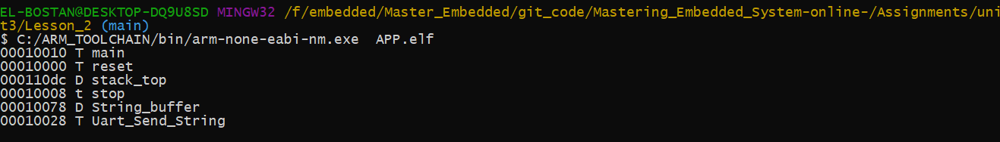 EL-BOSTAN@DESKTOP-DQ9U8SD MINGW32 /f/embedded/Master_Embedded/git_code/Mastering_Embedded_System-online-/Assignments/uni
t3/Lesson_2 (main)
$ C:/ARM_TOOLCHAIN/bin/arm-none-eabi-nm.exe  APP.elf
00010010 T main
00010000 T reset
000110dc D stack_top
00010008 t stop
00010078 D String_buffer
00010028 T Uart_Send_String